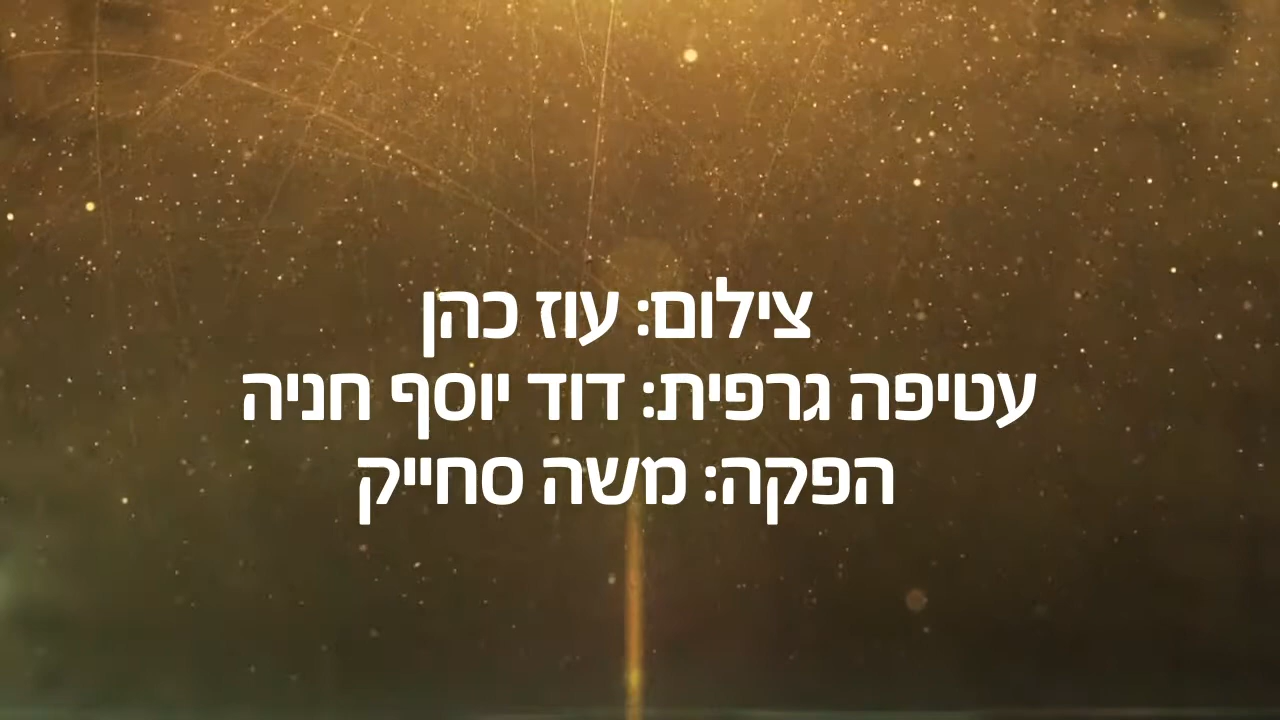 צילום: עוז כהן
עטיפה גרפית: דוד יוסף חניה
הפקה: משה סחייק